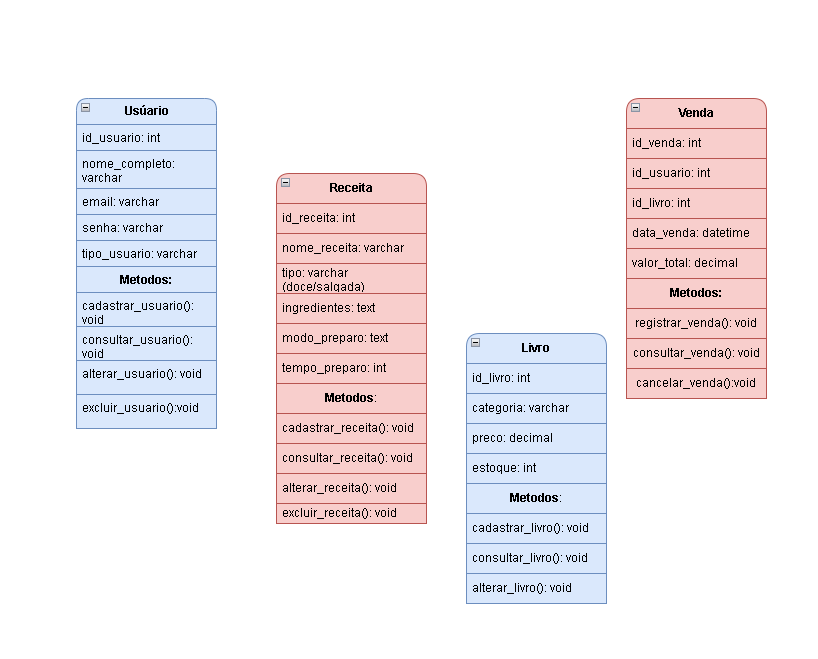 Usúario
id_usuario: int
nome_completo:
varchar
email: varchar
senha: varchar
tipo_usuario: varchar
Metodos:
cadastrar_usuario():
void
consultar_usuario():
void
alterar_usuario(): void
excluir_usuario():void
Receita
id_receita: int
nome_receita: varchar
tipo: varchar
(doce/salgada)
ingredientes: text
modo_preparo: text
tempo_preparo: int
Metodos:
cadastrar_receita(): void
consultar_receita(): void
alterar_receita(): void
excluir_receita(): void
Livro
id_livro: int
categoria: varchar
preco: decimal
estoque: int
Metodos:
cadastrar_livro(): void
consultar_livro(): void
alterar_livro(): void
Venda
id_venda: int
id_usuario: int
id_livro: int
data_venda: datetime
valor_total: decimal
Metodos:
registrar_venda(): void
consultar_venda(): void
cancelar_venda():void